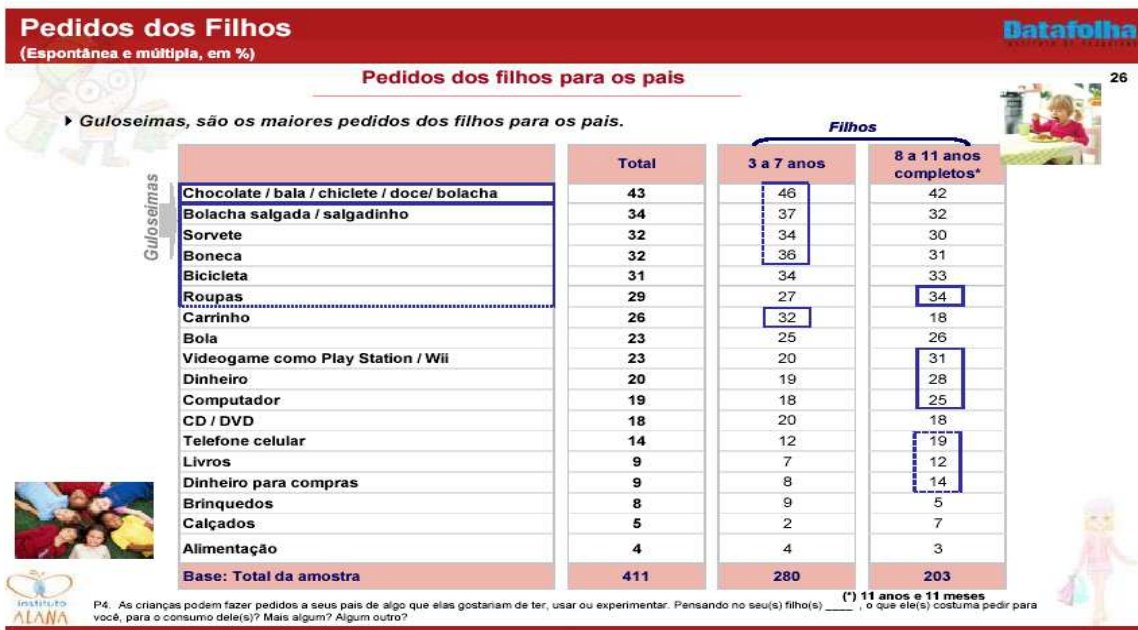 Pedidos dos Filhos
(Espontânea e múltipla, em %)
Datafolha
Pedidos dos filhos para os pais
26
Guloseimas, são os maiores pedidos dos filhos para os pais.
Filhos
Total 3 a 7 anos 8 a 11 anos completos*
Guloseimas
Chocolate / bala / chiclete / doce/ bolacha 43 46 42
Bolacha salgada / salgadinho 34 37 32
Sorvete 32 34 30
Boneca 32 36 31
Bicicleta 31 34 33
Roupas 29 27 34
Carrinho 26 32 18
Bola 23 25 26
Videogame como Play Station / Wii 23 20 31
Dinheiro 20 19 28
Computador 19 18 25
CD / DVD 18 20 18
Telefone celular 14 12 19
Livros 9 7 12
Dinheiro para compras 9 8 14
Brinquedos 8 9 5
Calçados 5 2 7
Alimentação 4 4 3
Base: Total da amostra 411 280 203
(*) 11 anos e 11 meses
instituto
ALANA
P4. As crianças podem fazer pedidos a seus pais de algo que elas gostariam de ter, usar ou experimentar. Pensando no seu(s) filho(s) ____ , o que ele(s) costuma pedir para
você, para o consumo dele(s)? Mais algum? Algum outro?